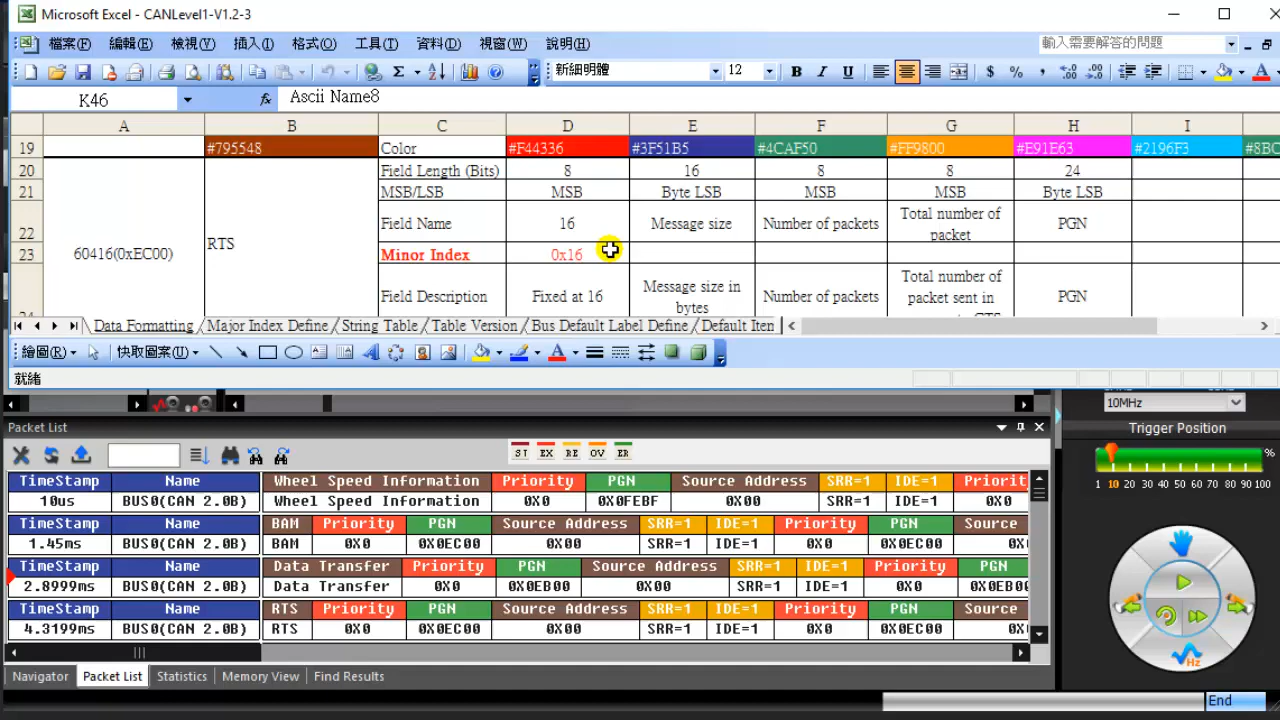 Microsoft Excel - CANLevel1-V1.2-3
檔案(F) 編輯(E) 檢視(V) 插入(I) 格式(O) 工具(T) 資料(D) 視窗(W) 說明(H) 輸入需要解答的問題
新細明體 12 B I U $ % ,
K46 fx Ascii Name8
A B C D E F G H I
19 #795548 Color #F44336 #3F51B5 #4CAF50 #FF9800 #E91E63 #2196F3 #8BC
20 Field Length (Bits) 8 16 8 8 24
21 MSB/LSB MSB Byte LSB MSB MSB Byte LSB
22 Field Name 16 Message size Number of packets Total number of packet PGN
60416(0xEC00) RTS
23 Minor Index 0x16
Field Description Fixed at 16 Message size in bytes Number of packets Total number of packet sent in PGN
Data Formatting Major Index Define String Table Table Version Bus Default Label Define Default Iten
繪圖(R) 快取圖案(U)
就緒
10MHz
Packet List
Trigger Position
ST EX RE OV ER
%
1 10 20 30 40 50 60 70 80 90 100
TimeStamp Name Wheel Speed Information Priority PGN Source Address SRR=1 IDE=1 Priorit
10us BUS0(CAN 2.0B) Wheel Speed Information 0X0 0X0FEBF 0X00 SRR=1 IDE=1 0X0
TimeStamp Name BAM Priority PGN Source Address SRR=1 IDE=1 Priority PGN Source
1.45ms BUS0(CAN 2.0B) BAM 0X0 0X0EC00 0X00 SRR=1 IDE=1 0X0 0X0EC00
TimeStamp Name Data Transfer Priority PGN Source Address SRR=1 IDE=1 Priority PGN
2.8999ms BUS0(CAN 2.0B) Data Transfer 0X0 0X0EB00 0X00 SRR=1 IDE=1 0X0 0X0EB00
TimeStamp Name RTS Priority PGN Source Address SRR=1 IDE=1 Priority PGN Source
4.3199ms BUS0(CAN 2.0B) RTS 0X0 0X0EC00 0X00 SRR=1 IDE=1 0X0 0X0EC00
Hz
Navigator Packet List Statistics Memory View Find Results
End